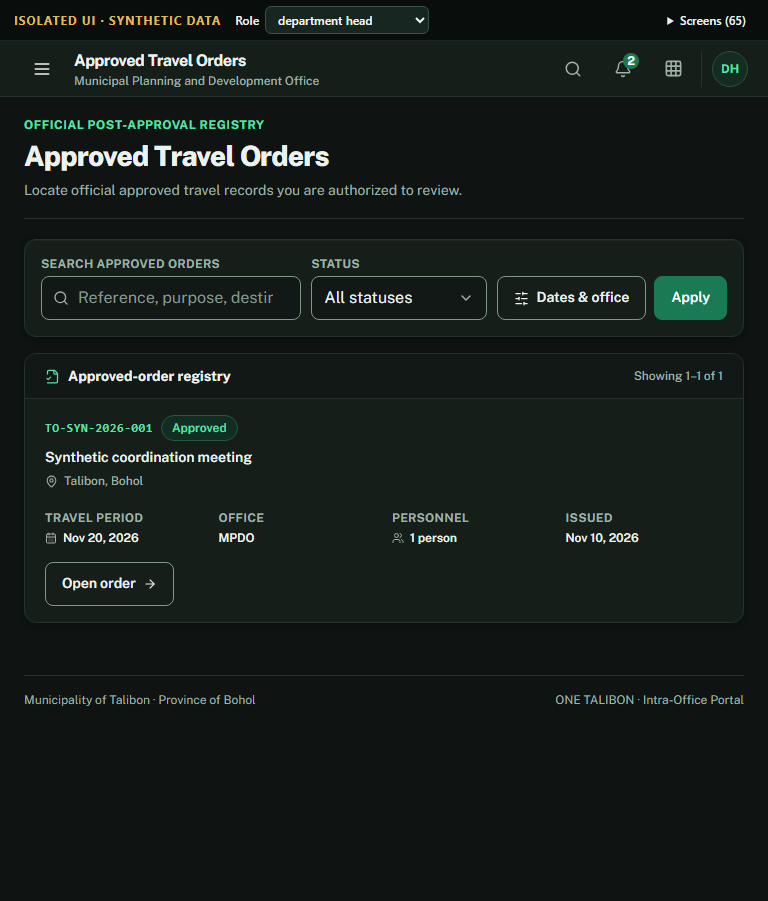 ISOLATED UI · SYNTHETIC DATA Role department head ▶ Screens (65)
Approved Travel Orders
Municipal Planning and Development Office
2
DH
OFFICIAL POST-APPROVAL REGISTRY
Approved Travel Orders
Locate official approved travel records you are authorized to review.
SEARCH APPROVED ORDERS STATUS
Reference, purpose, destir All statuses Dates & office Apply
Approved-order registry Showing 1–1 of 1
TO-SYN-2026-001 Approved
Synthetic coordination meeting
Talibon, Bohol
TRAVEL PERIOD OFFICE PERSONNEL ISSUED
Nov 20, 2026 MPDO 1 person Nov 10, 2026
Open order →
Municipality of Talibon · Province of Bohol ONE TALIBON · Intra-Office Portal